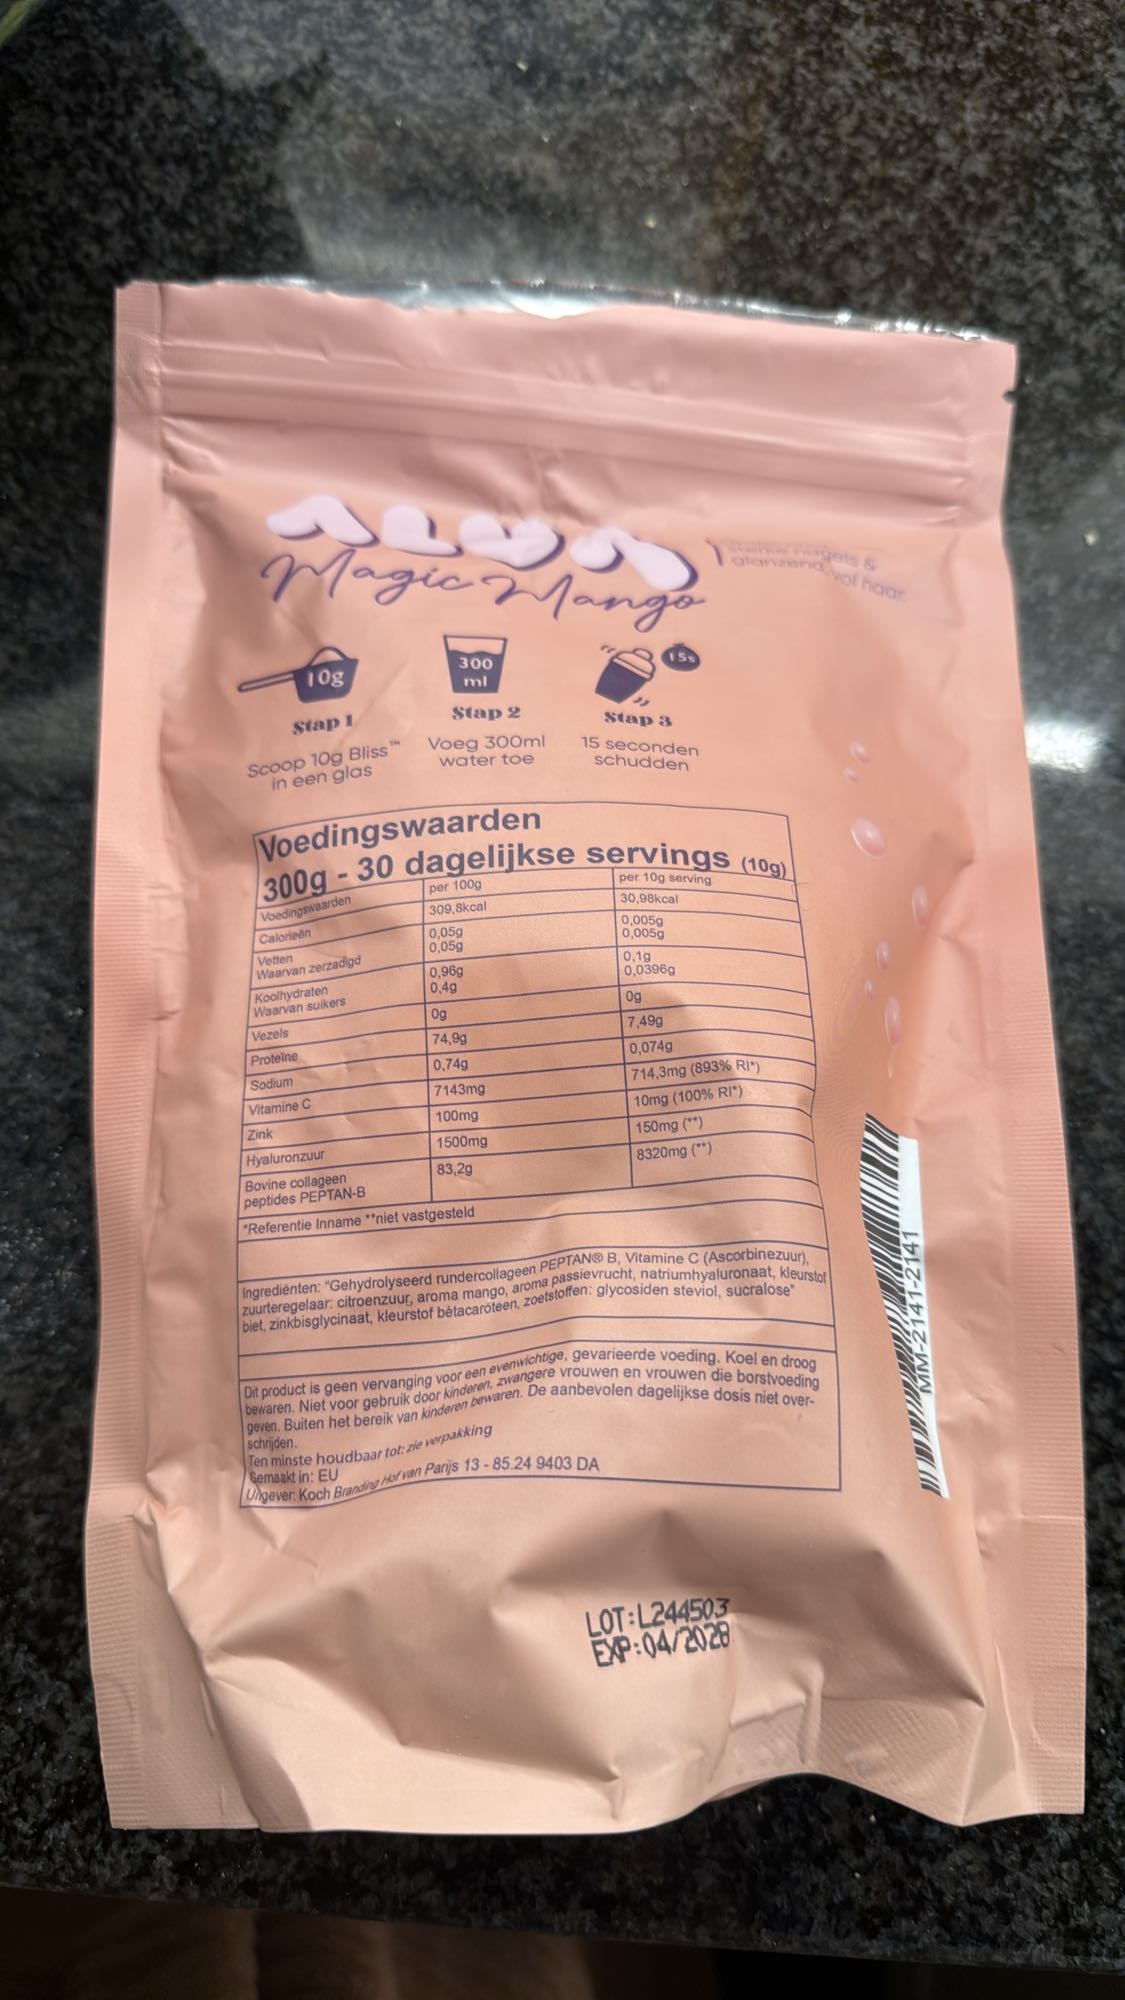 ALUA
Magic Mango
sterke nagels &
glanzend, vol haar.
10g
300
ml
15s
Stap 1
Stap 2
Stap 3
Scoop 10g Bliss™
in een glas
Voeg 300ml
water toe
15 seconden
schudden
Voedingswaarden
300g - 30 dagelijkse servings (10g)
Voedingswaarden per 100g per 10g serving
Calorieën 309,8kcal 30,98kcal
Vetten 0,05g 0,005g
Waarvan zerzadigd 0,05g 0,005g
Koolhydraten 0,96g 0,1g
Waarvan suikers 0,4g 0,0396g
Vezels 0g 0g
Proteïne 74,9g 7,49g
Sodium 0,74g 0,074g
Vitamine C 7143mg 714,3mg (893% RI*)
Zink 100mg 10mg (100% RI*)
Hyaluronzuur 1500mg 150mg (**)
Bovine collageen
peptides PEPTAN-B 83,2g 8320mg (**)
*Referentie Inname **niet vastgesteld
Ingrediënten: "Gehydrolyseerd rundercollageen PEPTAN® B, Vitamine C (Ascorbinezuur),
zuurteregelaar: citroenzuur, aroma mango, aroma passievrucht, natriumhyaluronaat, kleurstof
biet, zinkbisglycinaat, kleurstof bètacaróteen, zoetstoffen: glycosiden steviol, sucralose"
Dit product is geen vervanging voor een evenwichtige, gevarieerde voeding. Koel en droog
bewaren. Niet voor gebruik door kinderen, zwangere vrouwen en vrouwen die borstvoeding
geven. Buiten het bereik van kinderen bewaren. De aanbevolen dagelijkse dosis niet over-
schrijden.
Ten minste houdbaar tot: zie verpakking
Gemaakt in: EU
Uitgever: Koch Branding Hof van Parijs 13 - 85.24 9403 DA
MM-2141-2141
LOT:L244503
EXP:04/2028